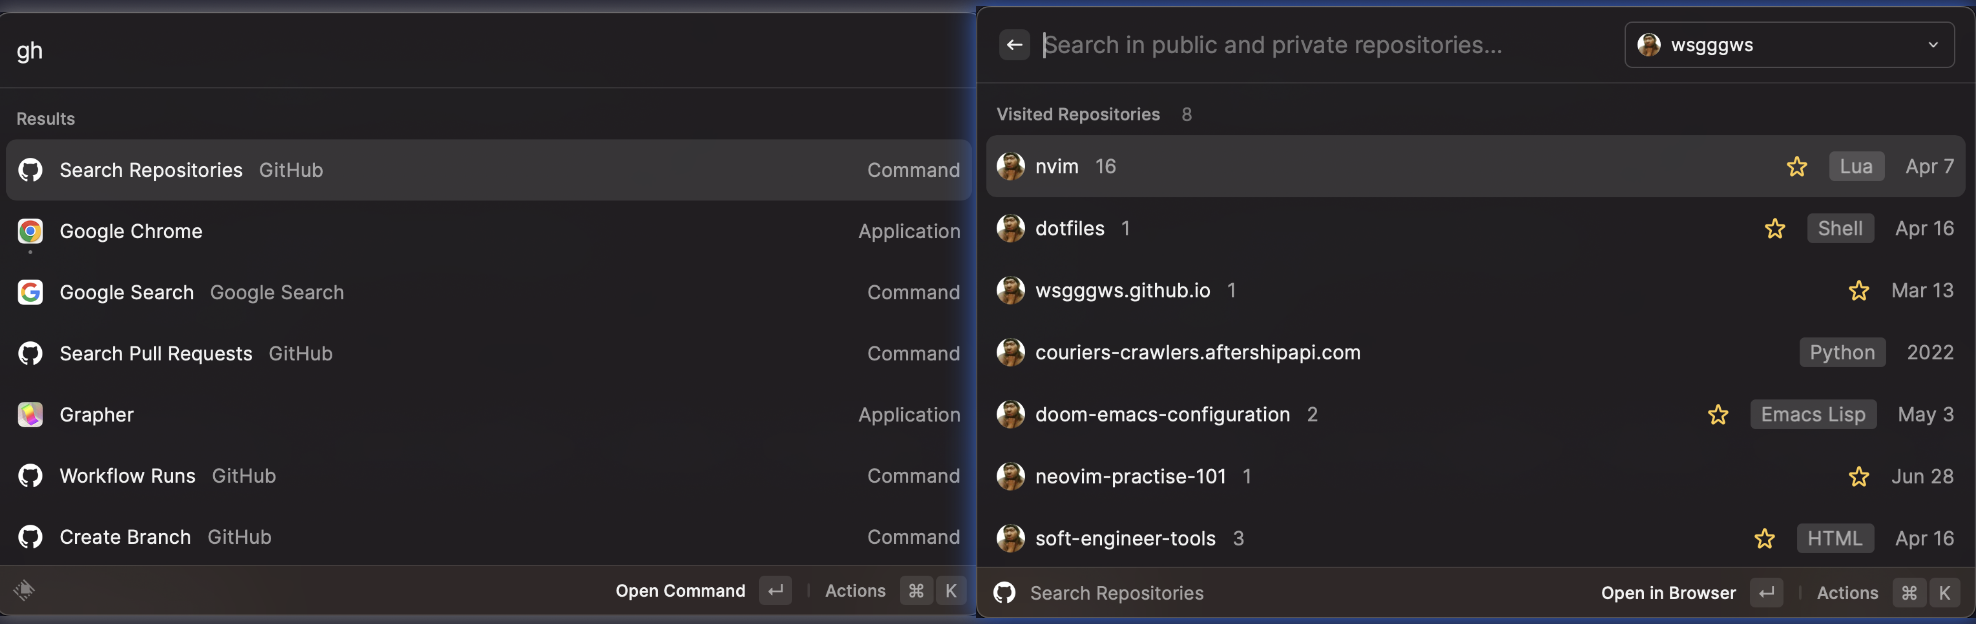 gh
Results
Search Repositories GitHub Command
Google Chrome Application
Google Search Google Search Command
Search Pull Requests GitHub Command
Grapher Application
Workflow Runs GitHub Command
Create Branch GitHub Command
Open Command ↵ Actions ⌘ K
Search in public and private repositories... wsgggws
Visited Repositories 8
nvim 16 Lua Apr 7
dotfiles 1 Shell Apr 16
wsgggws.github.io 1 Mar 13
couriers-crawlers.aftershipapi.com Python 2022
doom-emacs-configuration 2 Emacs Lisp May 3
neovim-practise-101 1 Jun 28
soft-engineer-tools 3 HTML Apr 16
Search Repositories Open in Browser ↵ Actions ⌘ K